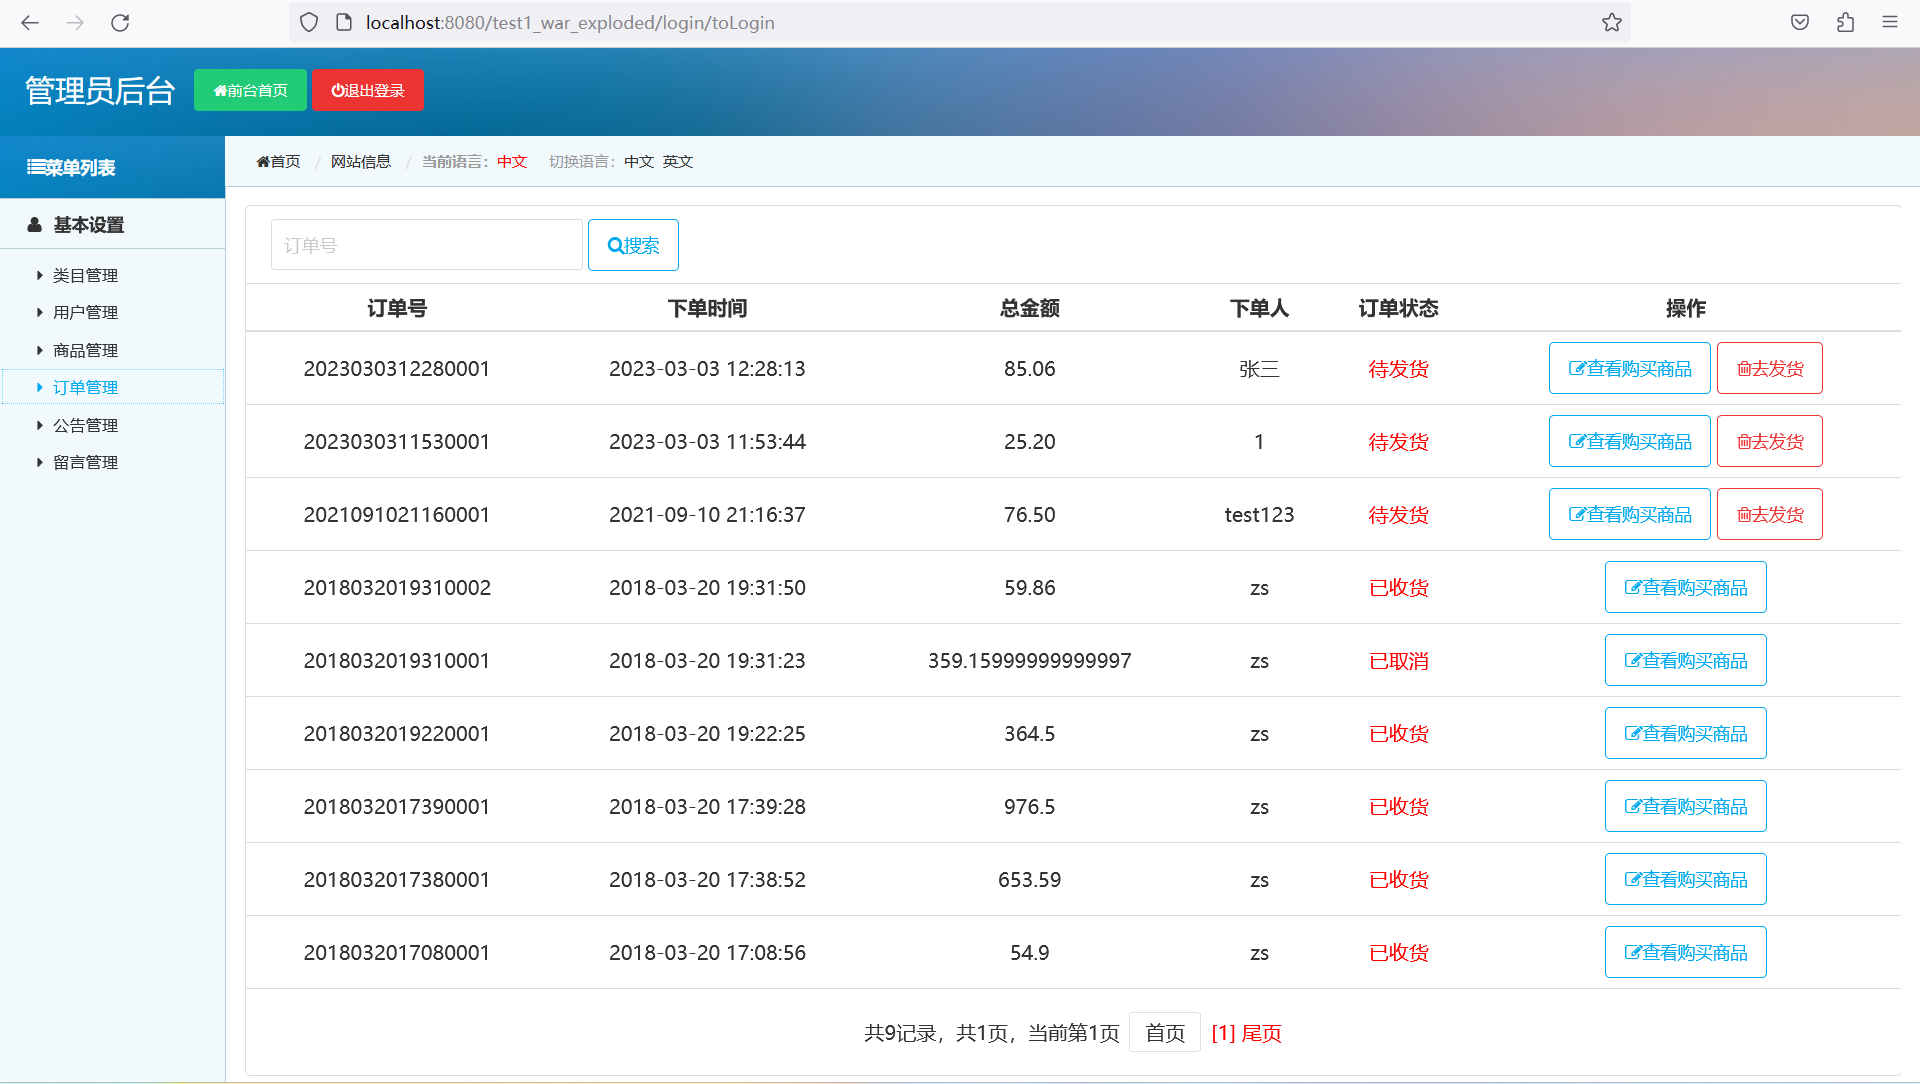 localhost:8080/test1_war_exploded/login/toLogin
管理员后台 前台首页 退出登录
菜单列表
首页 / 网站信息 / 当前语言：中文 切换语言：中文 英文
基本设置
类目管理
用户管理
商品管理
订单管理
公告管理
留言管理
订单号 搜索
订单号 下单时间 总金额 下单人 订单状态 操作
2023030312280001 2023-03-03 12:28:13 85.06 张三 待发货 查看购买商品 去发货
2023030311530001 2023-03-03 11:53:44 25.20 1 待发货 查看购买商品 去发货
2021091021160001 2021-09-10 21:16:37 76.50 test123 待发货 查看购买商品 去发货
2018032019310002 2018-03-20 19:31:50 59.86 zs 已收货 查看购买商品
2018032019310001 2018-03-20 19:31:23 359.15999999999997 zs 已取消 查看购买商品
2018032019220001 2018-03-20 19:22:25 364.5 zs 已收货 查看购买商品
2018032017390001 2018-03-20 17:39:28 976.5 zs 已收货 查看购买商品
2018032017380001 2018-03-20 17:38:52 653.59 zs 已收货 查看购买商品
2018032017080001 2018-03-20 17:08:56 54.9 zs 已收货 查看购买商品
共9记录，共1页，当前第1页 首页 [1] 尾页